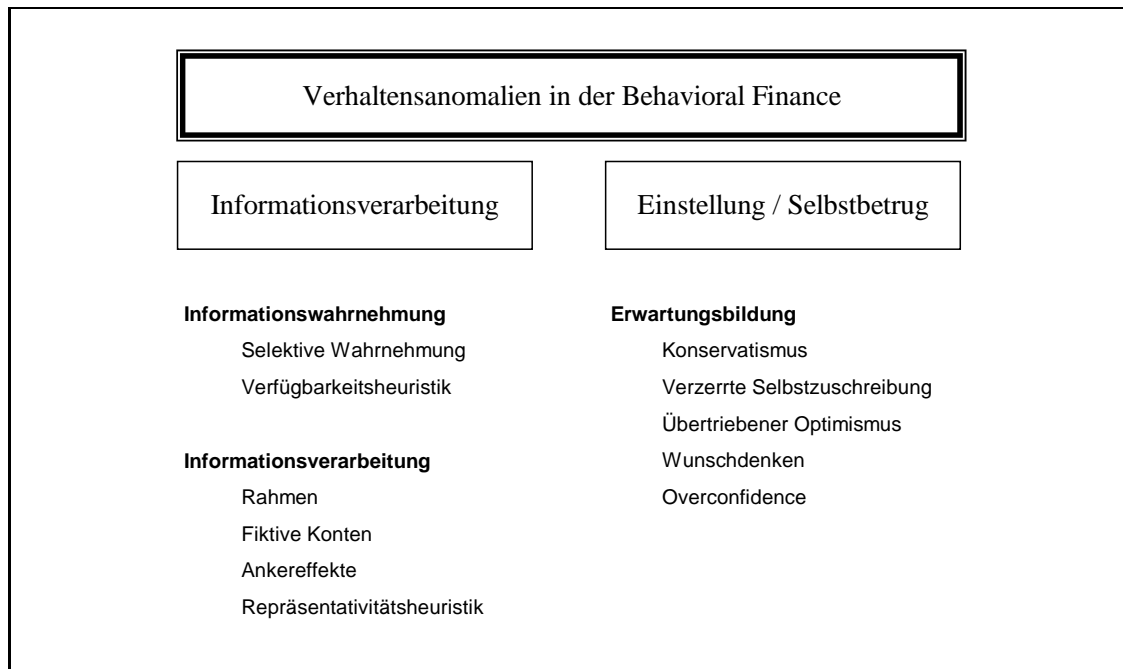 Verhaltensanomalien in der Behavioral Finance
Informationsverarbeitung
Einstellung / Selbstbetrug
Informationswahrnehmung
Selektive Wahrnehmung
Verfügbarkeitsheuristik
Informationsverarbeitung
Rahmen
Fiktive Konten
Ankereffekte
Repräsentativitätsheuristik
Erwartungsbildung
Konservatismus
Verzerrte Selbstzuschreibung
Übertriebener Optimismus
Wunschdenken
Overconfidence